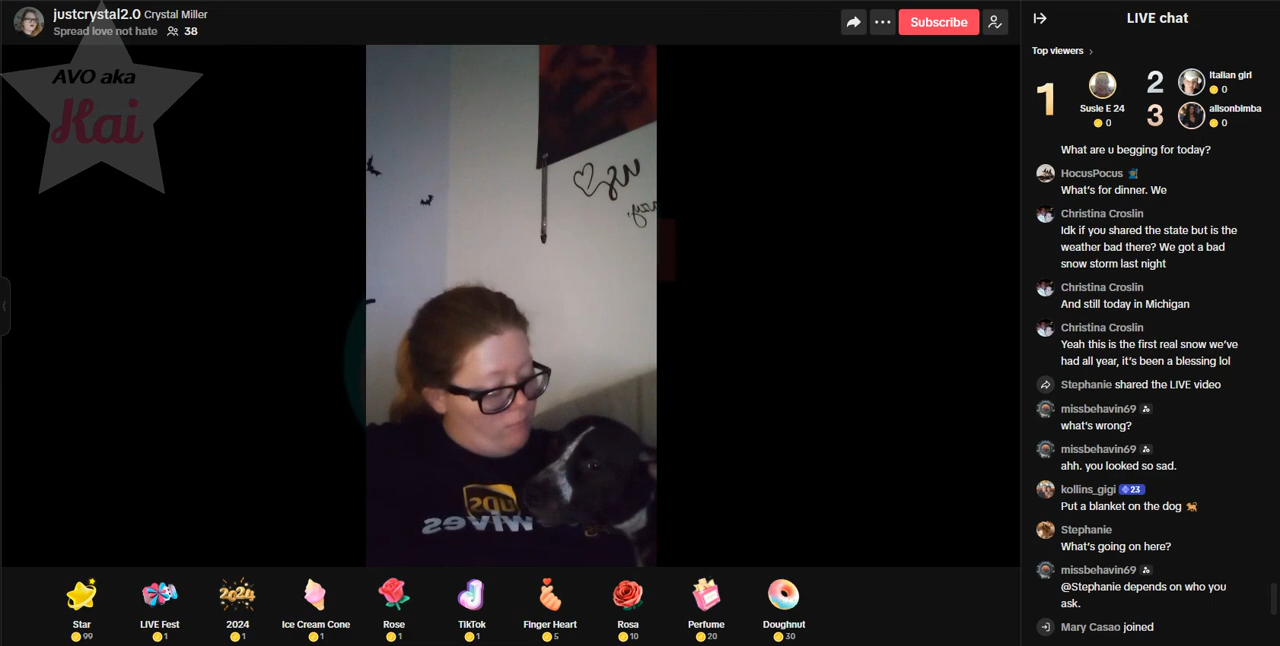 justcrystal2.0 Crystal Miller
Spread love not hate 38
Subscribe
LIVE chat
AVO aka
Kai
Top viewers
1
Susie E 24
0
2
Italian girl
0
3
alisonbimba
0
us
ups
wives
What are u begging for today?
HocusPocus
What's for dinner. We
Christina Croslin
Idk if you shared the state but is the
weather bad there? We got a bad
snow storm last night
Christina Croslin
And still today in Michigan
Christina Croslin
Yeah this is the first real snow we've
had all year, it's been a blessing lol
Stephanie shared the LIVE video
missbehavin69
what's wrong?
missbehavin69
ahh. you looked so sad.
kollins_gigi 23
Put a blanket on the dog
Stephanie
What's going on here?
missbehavin69
@Stephanie depends on who you
ask.
Mary Casao joined
2024
Star
99
LIVE Fest
1
2024
1
Ice Cream Cone
1
Rose
1
TikTok
1
Finger Heart
5
Rosa
10
Perfume
20
Doughnut
30